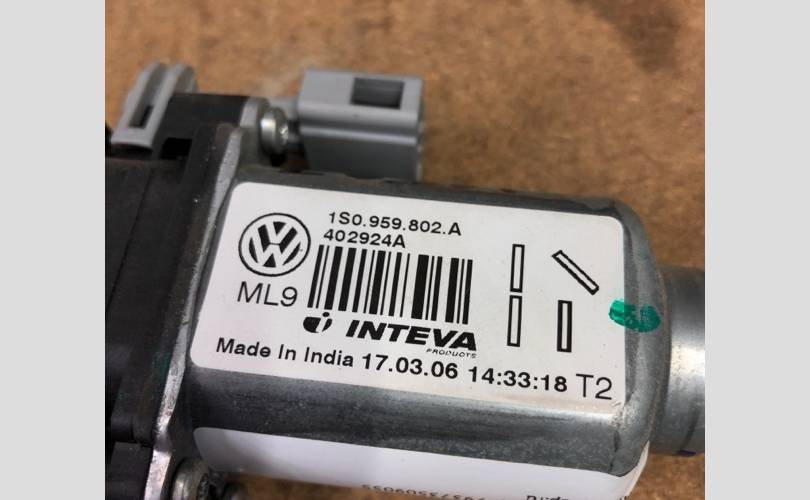 1S0.959.802.A
402924A
ML9
INTEVA
PRODUCTS
Made In India 17.03.06 14:33:18 T2